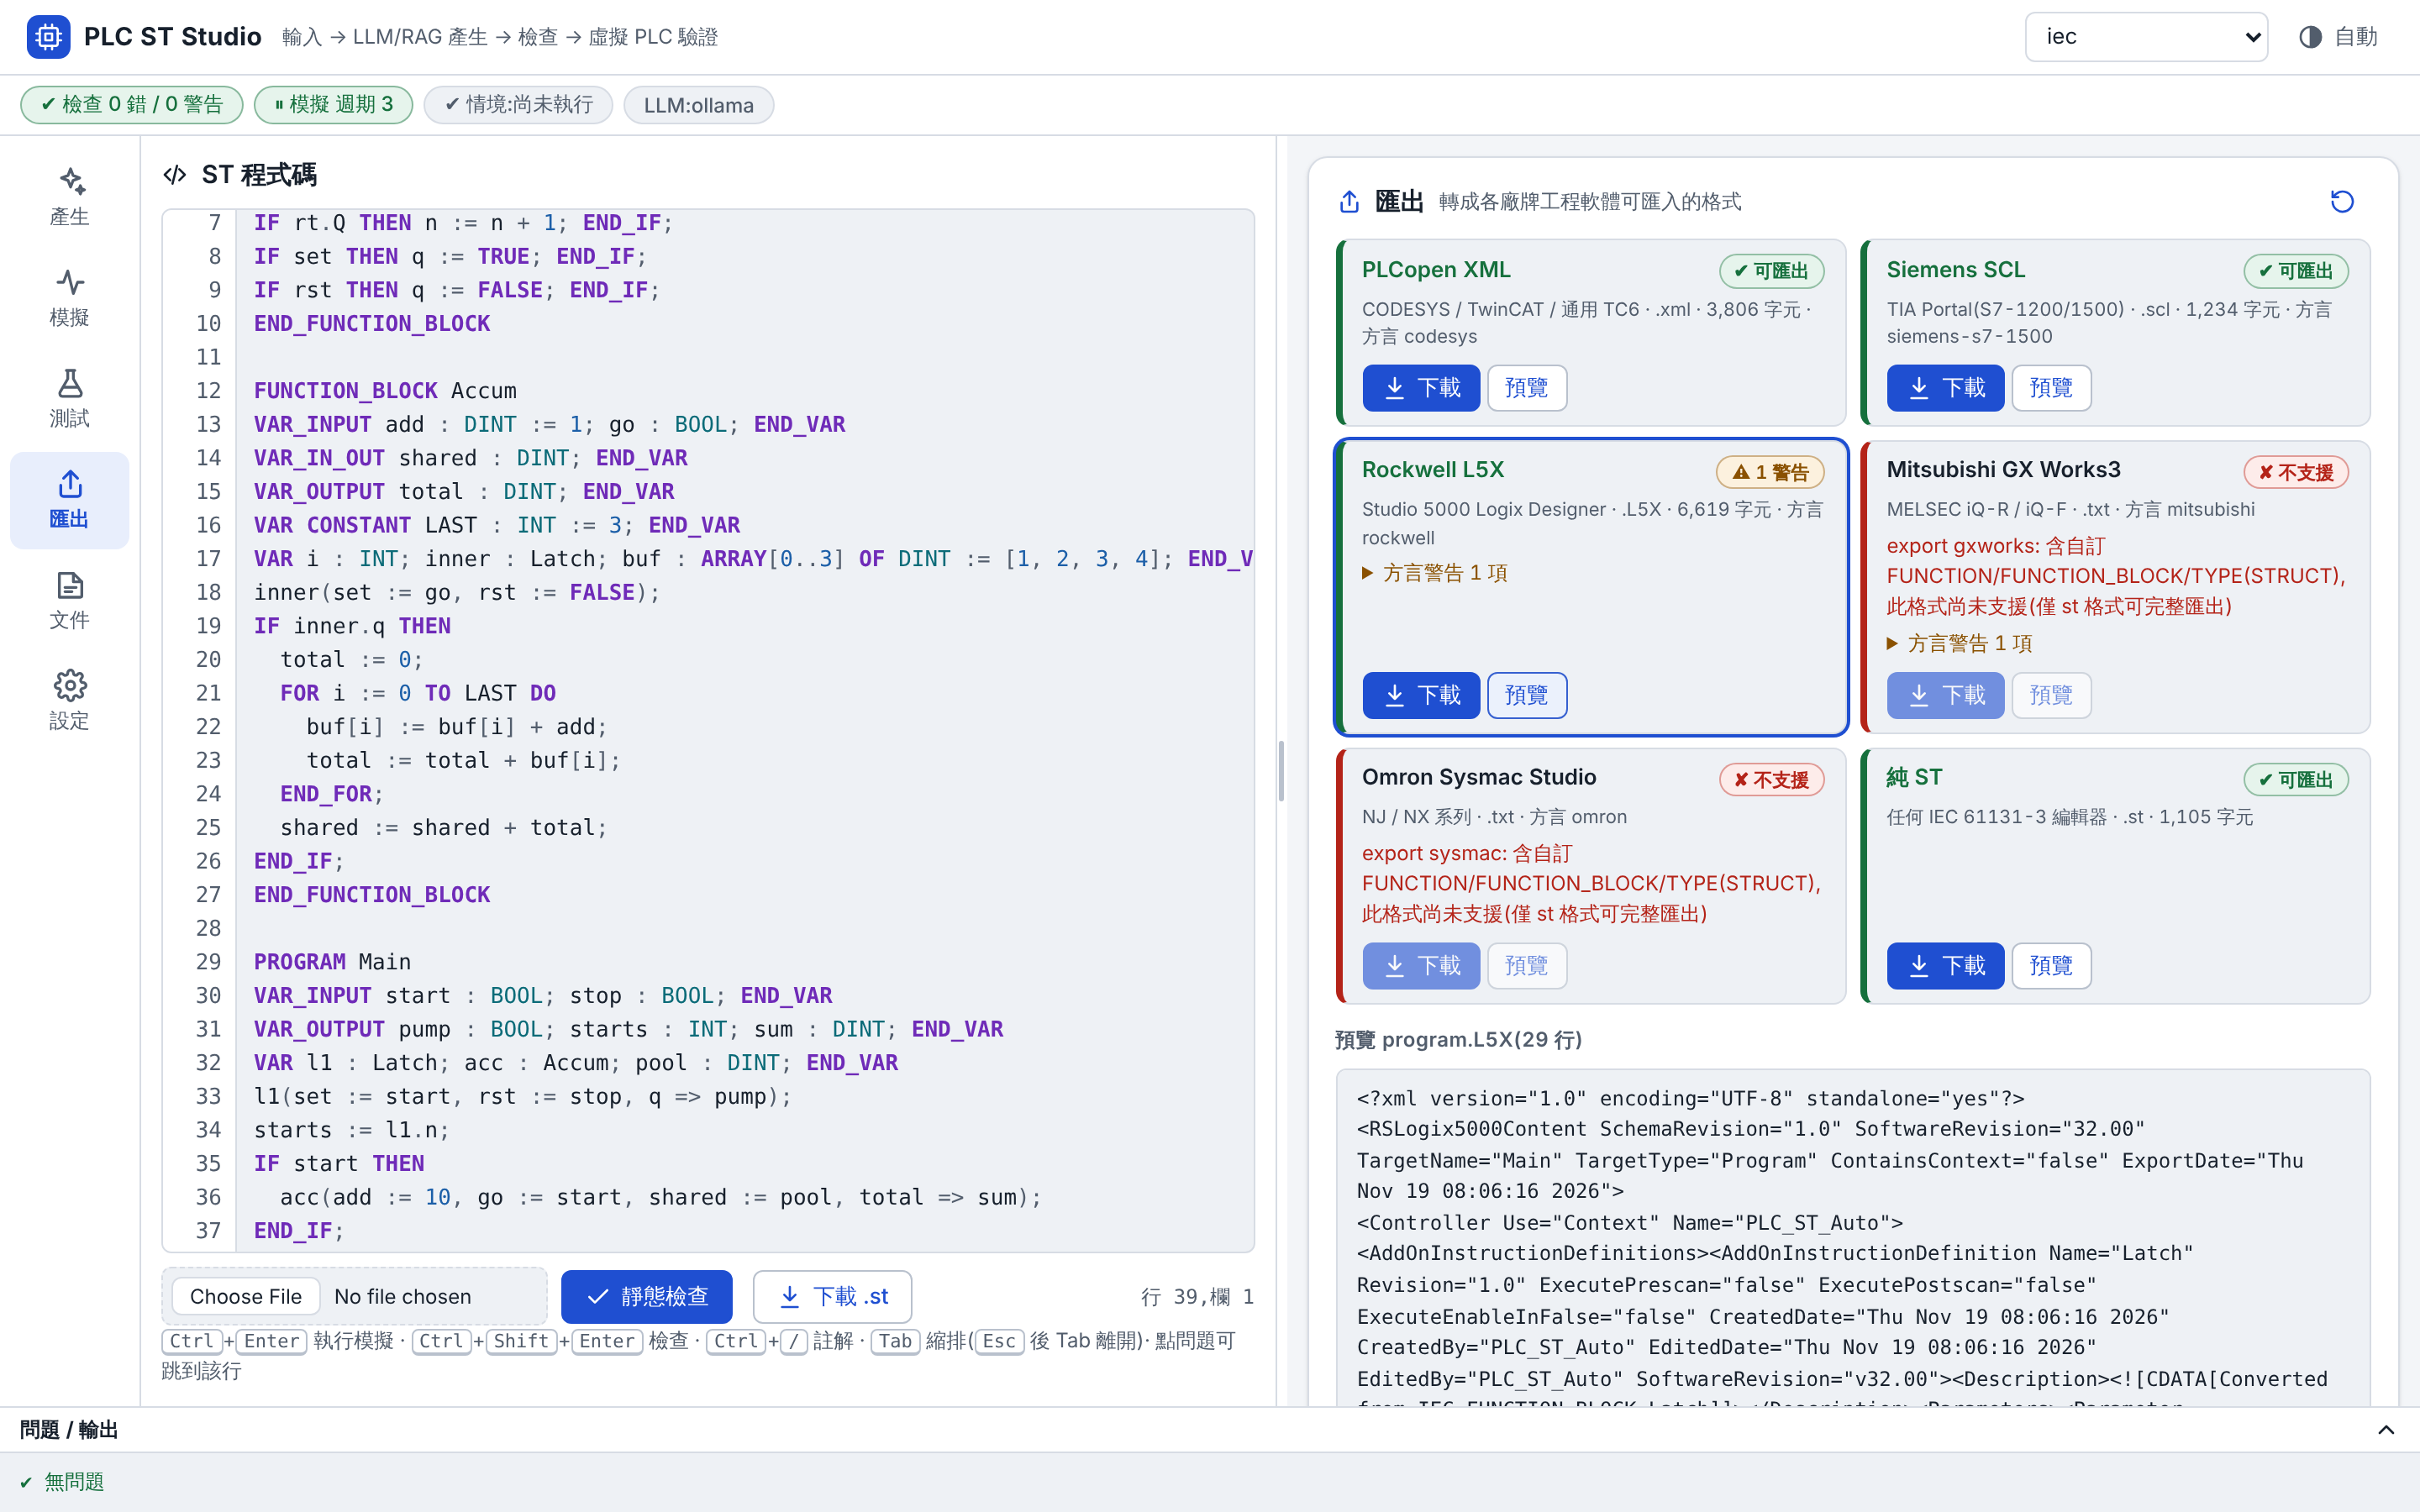 PLC ST Studio 輸入 → LLM/RAG 產生 → 檢查 → 虛擬 PLC 驗證
iec
自動
✔ 檢查 0 錯 / 0 警告
⏸ 模擬 週期 3
✔ 情境:尚未執行
LLM:ollama
產生
模擬
測試
匯出
文件
設定
</> ST 程式碼
7 IF rt.Q THEN n := n + 1; END_IF;
8 IF set THEN q := TRUE; END_IF;
9 IF rst THEN q := FALSE; END_IF;
10 END_FUNCTION_BLOCK
11
12 FUNCTION_BLOCK Accum
13 VAR_INPUT add : DINT := 1; go : BOOL; END_VAR
14 VAR_IN_OUT shared : DINT; END_VAR
15 VAR_OUTPUT total : DINT; END_VAR
16 VAR CONSTANT LAST : INT := 3; END_VAR
17 VAR i : INT; inner : Latch; buf : ARRAY[0..3] OF DINT := [1, 2, 3, 4]; END_V
18 inner(set := go, rst := FALSE);
19 IF inner.q THEN
20   total := 0;
21   FOR i := 0 TO LAST DO
22     buf[i] := buf[i] + add;
23     total := total + buf[i];
24   END_FOR;
25   shared := shared + total;
26 END_IF;
27 END_FUNCTION_BLOCK
28
29 PROGRAM Main
30 VAR_INPUT start : BOOL; stop : BOOL; END_VAR
31 VAR_OUTPUT pump : BOOL; starts : INT; sum : DINT; END_VAR
32 VAR l1 : Latch; acc : Accum; pool : DINT; END_VAR
33 l1(set := start, rst := stop, q => pump);
34 starts := l1.n;
35 IF start THEN
36   acc(add := 10, go := start, shared := pool, total => sum);
37 END_IF;
Choose File No file chosen
靜態檢查
下載 .st
行 39,欄 1
Ctrl+Enter 執行模擬 · Ctrl+Shift+Enter 檢查 · Ctrl+/ 註解 · Tab 縮排(Esc 後 Tab 離開)· 點問題可
跳到該行
匯出 轉成各廠牌工程軟體可匯入的格式
PLCopen XML
✔ 可匯出
CODESYS / TwinCAT / 通用 TC6 · .xml · 3,806 字元 ·
方言 codesys
下載 預覽
Siemens SCL
✔ 可匯出
TIA Portal(S7-1200/1500) · .scl · 1,234 字元 · 方言
siemens-s7-1500
下載 預覽
Rockwell L5X
⚠ 1 警告
Studio 5000 Logix Designer · .L5X · 6,619 字元 · 方言
rockwell
▶ 方言警告 1 項
下載 預覽
Mitsubishi GX Works3
✘ 不支援
MELSEC iQ-R / iQ-F · .txt · 方言 mitsubishi
export gxworks: 含自訂
FUNCTION/FUNCTION_BLOCK/TYPE(STRUCT),
此格式尚未支援(僅 st 格式可完整匯出)
▶ 方言警告 1 項
下載 預覽
Omron Sysmac Studio
✘ 不支援
NJ / NX 系列 · .txt · 方言 omron
export sysmac: 含自訂
FUNCTION/FUNCTION_BLOCK/TYPE(STRUCT),
此格式尚未支援(僅 st 格式可完整匯出)
下載 預覽
純 ST
✔ 可匯出
任何 IEC 61131-3 編輯器 · .st · 1,105 字元
下載 預覽
預覽 program.L5X(29 行)
<?xml version="1.0" encoding="UTF-8" standalone="yes"?>
<RSLogix5000Content SchemaRevision="1.0" SoftwareRevision="32.00"
TargetName="Main" TargetType="Program" ContainsContext="false" ExportDate="Thu
Nov 19 08:06:16 2026">
<Controller Use="Context" Name="PLC_ST_Auto">
<AddOnInstructionDefinitions><AddOnInstructionDefinition Name="Latch"
Revision="1.0" ExecutePrescan="false" ExecutePostscan="false"
ExecuteEnableInFalse="false" CreatedDate="Thu Nov 19 08:06:16 2026"
CreatedBy="PLC_ST_Auto" EditedDate="Thu Nov 19 08:06:16 2026"
EditedBy="PLC_ST_Auto" SoftwareRevision="v32.00"><Description><![CDATA[Converted
問題 / 輸出
✔ 無問題